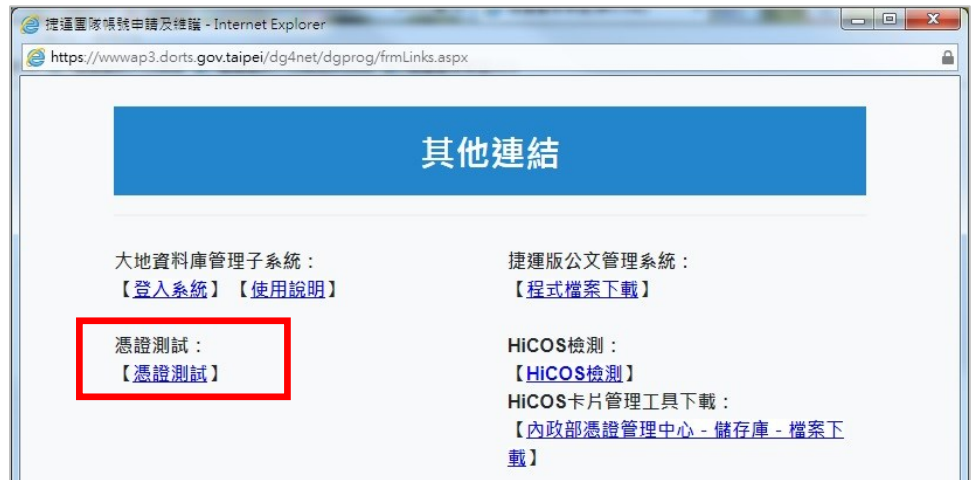 捷運團隊帳號申請及維護 - Internet Explorer
https://wwwap3.dorts.gov.taipei/dg4net/dgprog/frmLinks.aspx
其他連結
大地資料庫管理子系統：
【登入系統】【使用說明】
憑證測試：
【憑證測試】
捷運版公文管理系統：
【程式檔案下載】
HiCOS檢測：
【HiCOS檢測】
HiCOS卡片管理工具下載：
【內政部憑證管理中心 - 儲存庫 - 檔案下
載】